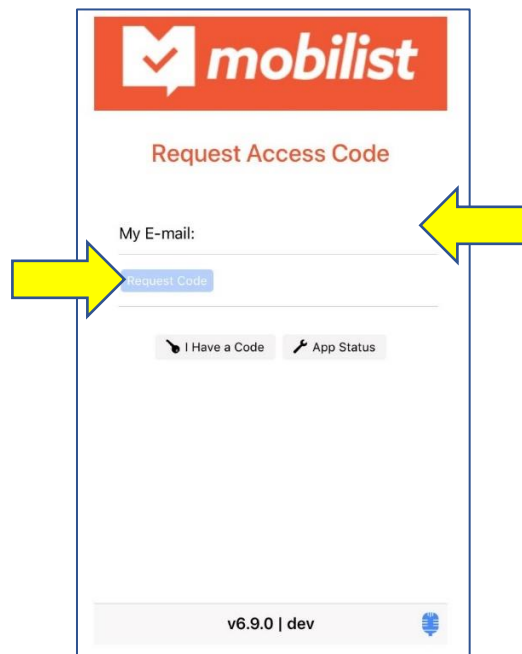 mobilist
Request Access Code
My E-mail:
Request Code
I Have a Code App Status
v6.9.0 | dev